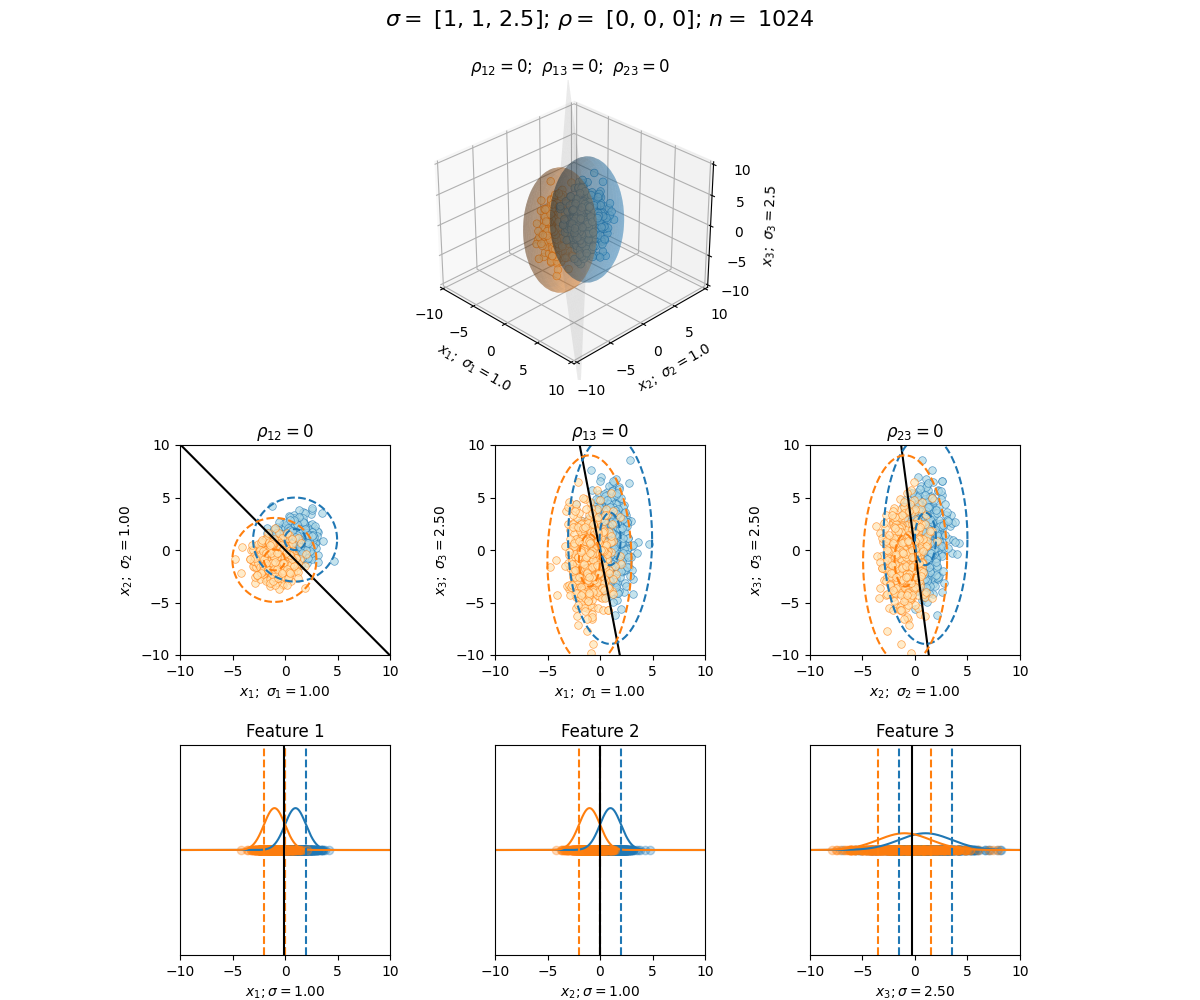 σ = [1, 1, 2.5]; ρ = [0, 0, 0]; n = 1024
ρ₁₂ = 0; ρ₁₃ = 0; ρ₂₃ = 0
10
5
0
−5
−10
x₃; σ₃ = 2.5
−10
−5
0
5
10
x₁; σ₁ = 1.0
−10
−5
0
5
10
x₂; σ₂ = 1.0
ρ₁₂ = 0
10
5
0
−5
−10
x₂; σ₂ = 1.00
−10 −5 0 5 10
x₁; σ₁ = 1.00
ρ₁₃ = 0
10
5
0
−5
−10
x₃; σ₃ = 2.50
−10 −5 0 5 10
x₁; σ₁ = 1.00
ρ₂₃ = 0
10
5
0
−5
−10
x₃; σ₃ = 2.50
−10 −5 0 5 10
x₂; σ₂ = 1.00
Feature 1
−10 −5 0 5 10
x₁; σ = 1.00
Feature 2
−10 −5 0 5 10
x₂; σ = 1.00
Feature 3
−10 −5 0 5 10
x₃; σ = 2.50